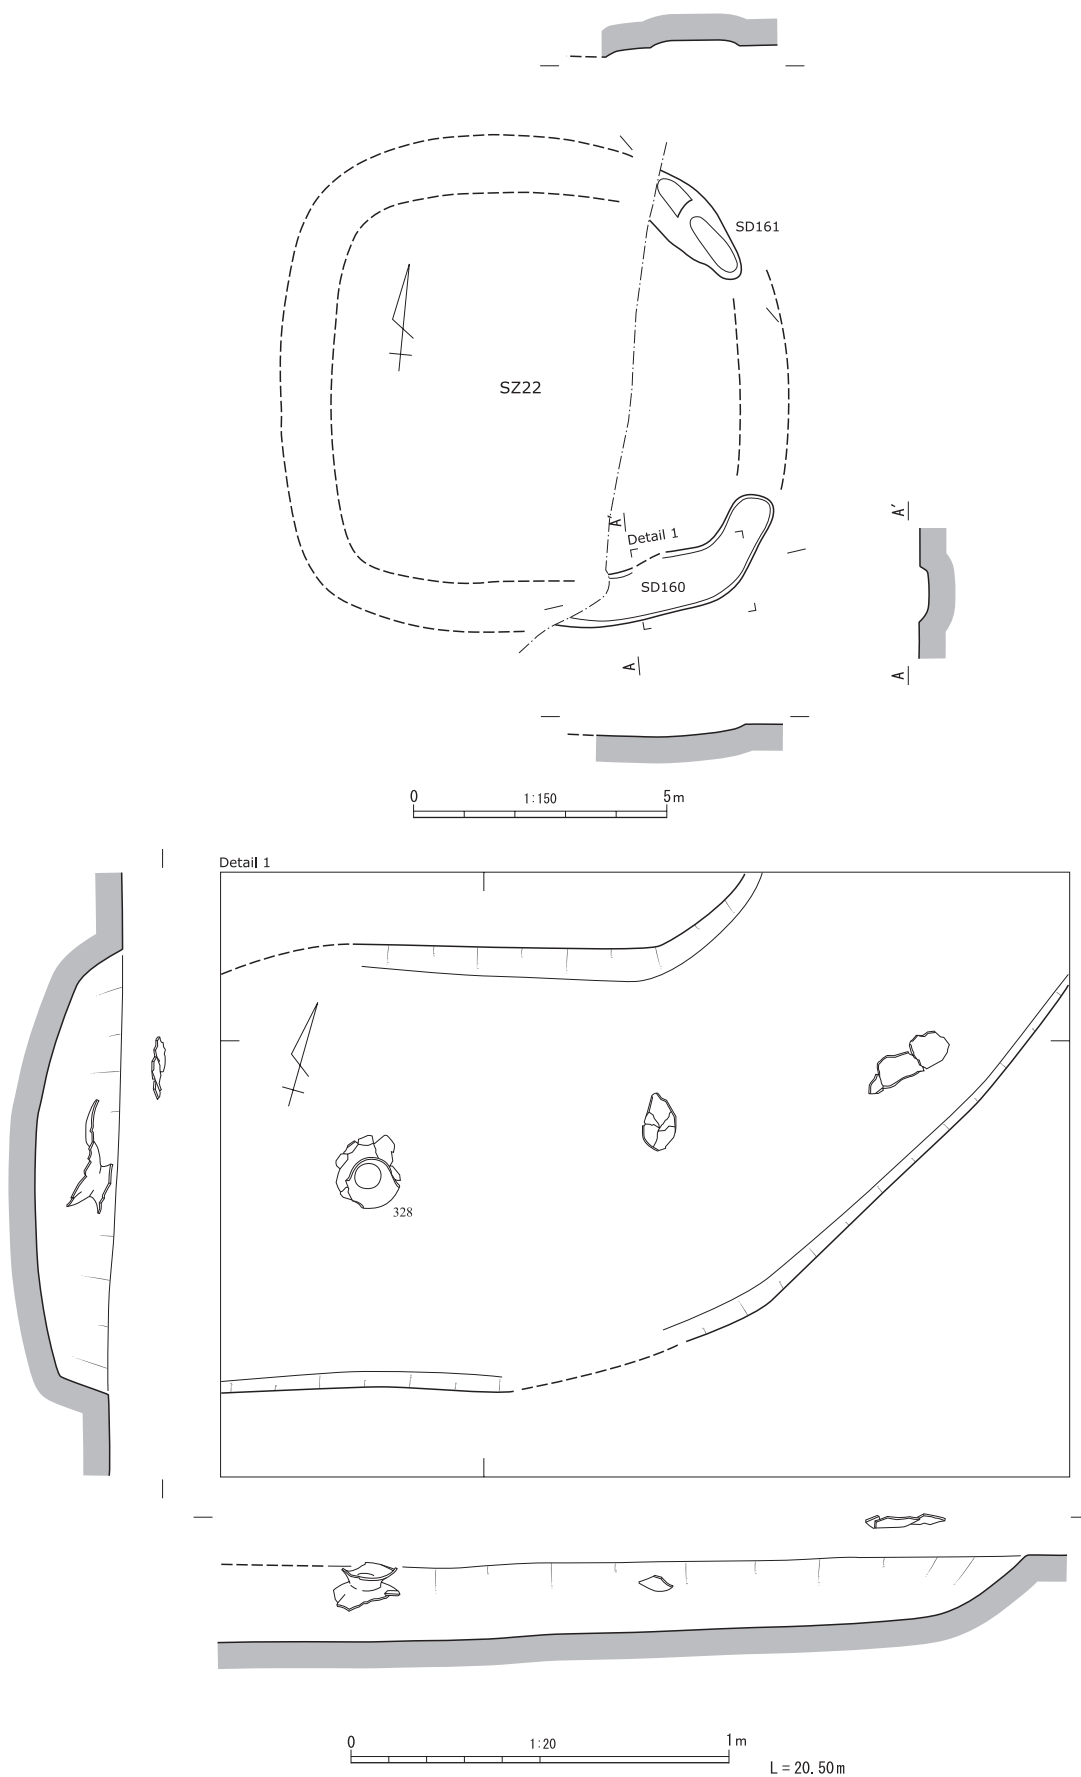 SD161
SZ22
A'
A'
Detail 1
SD160
A
A
0 1:150 5m
Detail 1
328
0 1:20 1m
L = 20.50m